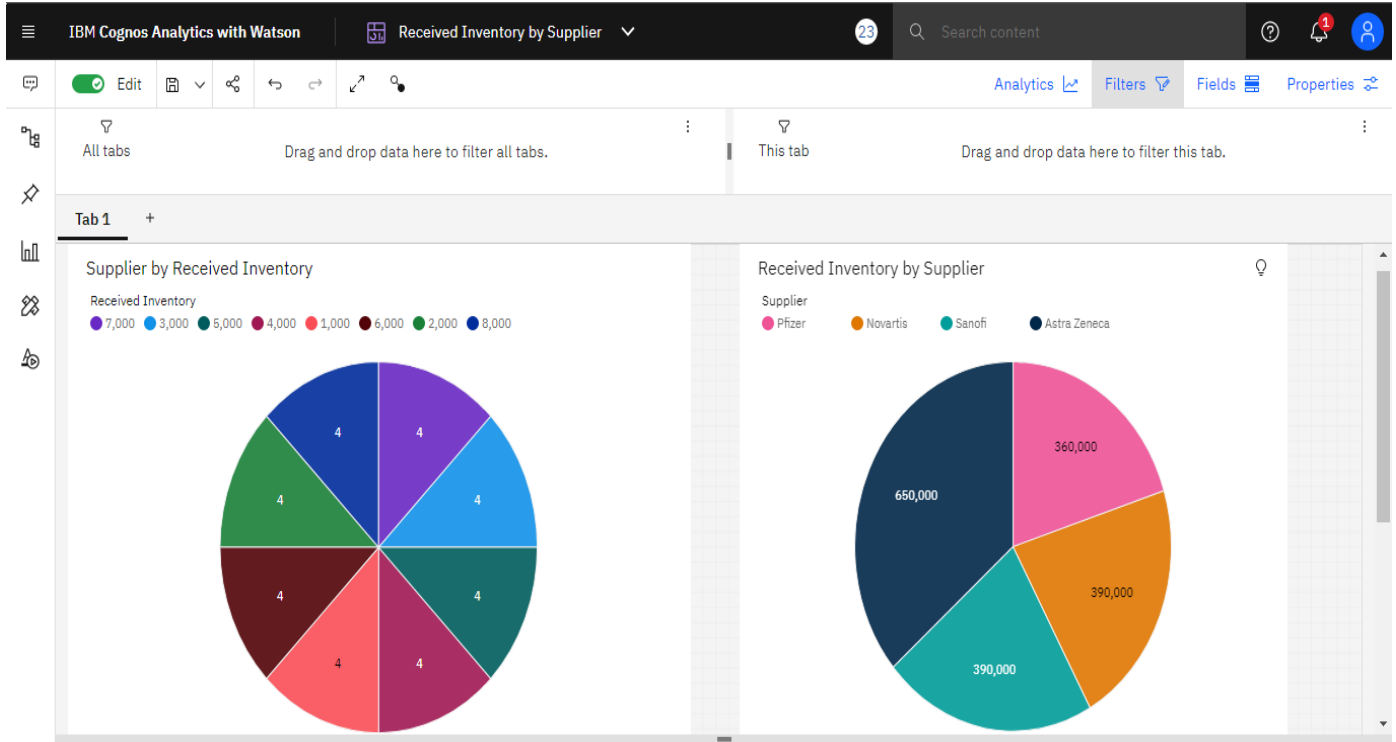 IBM Cognos Analytics with Watson
Received Inventory by Supplier
23
Search content
1
Edit
Analytics
Filters
Fields
Properties
All tabs
Drag and drop data here to filter all tabs.
This tab
Drag and drop data here to filter this tab.
Tab 1 +
Supplier by Received Inventory
Received Inventory
7,000 3,000 5,000 4,000 1,000 6,000 2,000 8,000
4 4
4 4
4 4
4 4
Received Inventory by Supplier
Supplier
Pfizer Novartis Sanofi Astra Zeneca
360,000
650,000
390,000
390,000